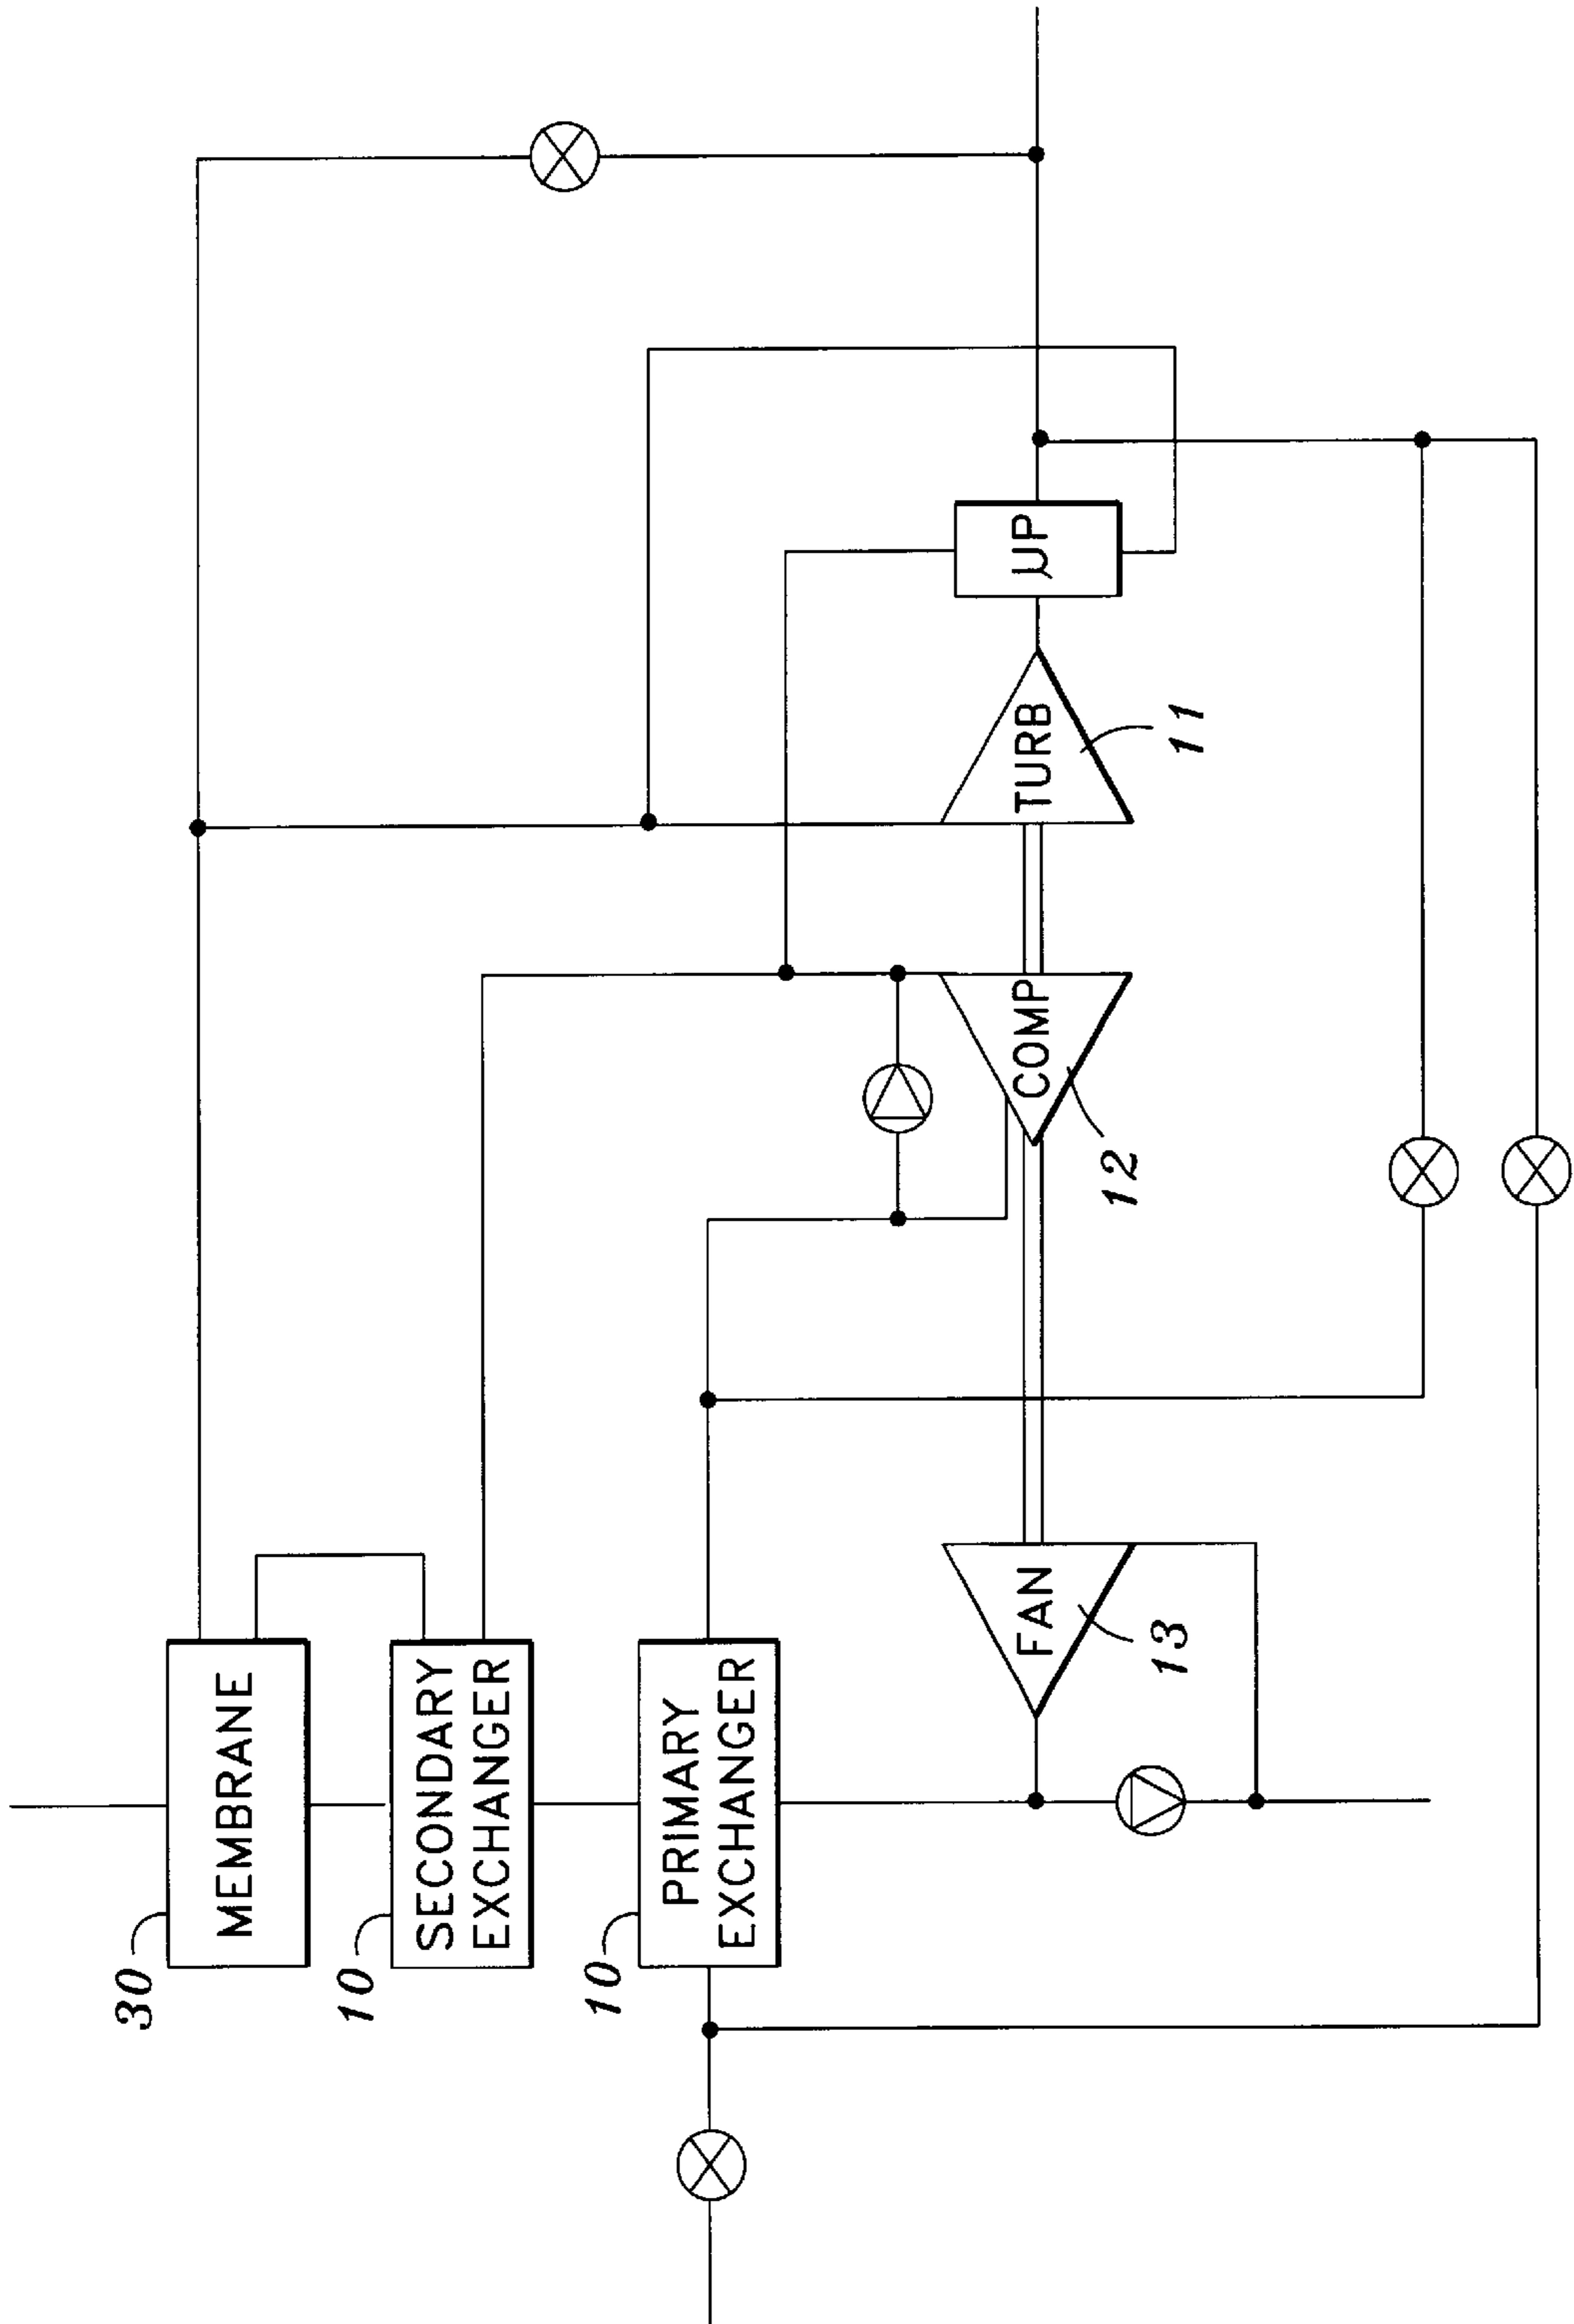 30
MEMBRANE
10
SECONDARY
EXCHANGER
10
PRIMARY
EXCHANGER
FAN
13
COMP
12
TURB
11
μP